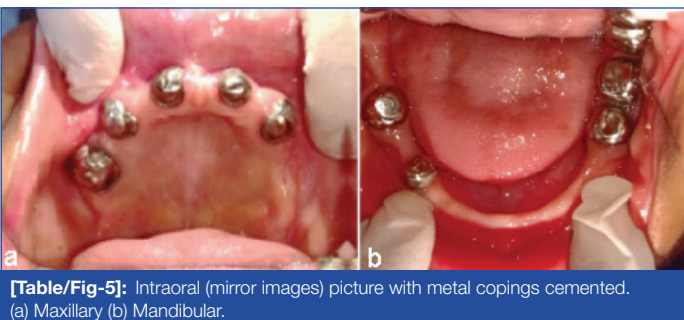 a
b
[Table/Fig-5]: Intraoral (mirror images) picture with metal copings cemented.
(a) Maxillary (b) Mandibular.